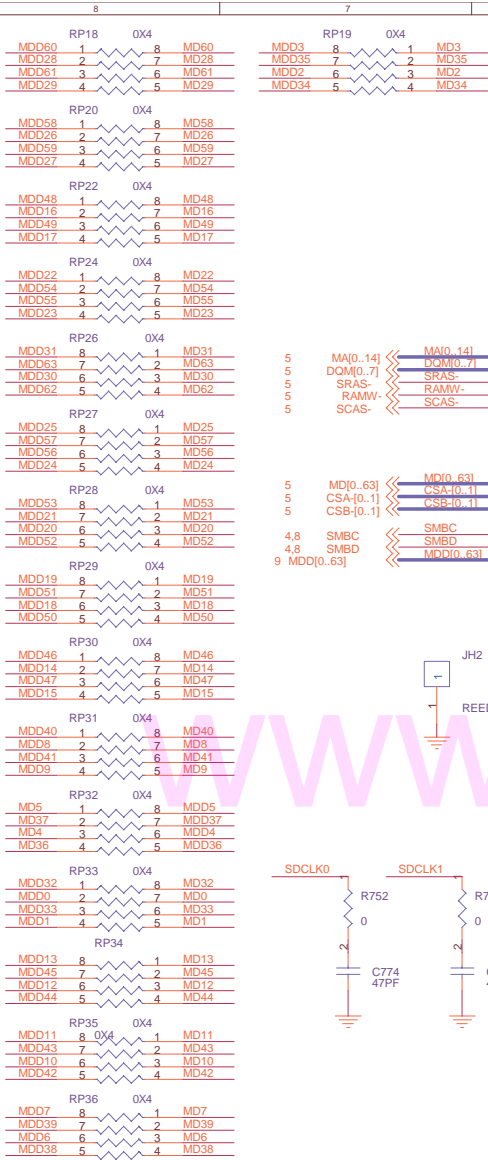 8 7
RP18 0X4
MDD60 1 8 MD60
MDD28 2 7 MD28
MDD61 3 6 MD61
MDD29 4 5 MD29
RP19 0X4
MDD3 8 1 MD3
MDD35 7 2 MD35
MDD2 6 3 MD2
MDD34 5 4 MD34
RP20 0X4
MDD58 1 8 MD58
MDD26 2 7 MD26
MDD59 3 6 MD59
MDD27 4 5 MD27
RP22 0X4
MDD48 1 8 MD48
MDD16 2 7 MD16
MDD49 3 6 MD49
MDD17 4 5 MD17
RP24 0X4
MDD22 1 8 MD22
MDD54 2 7 MD54
MDD55 3 6 MD55
MDD23 4 5 MD23
RP26 0X4
MDD31 8 1 MD31
MDD63 7 2 MD63
MDD30 6 3 MD30
MDD62 5 4 MD62
5 MA[0..14] MA[0..14]
5 DQM[0..7] DQM[0..7]
5 SRAS- SRAS-
5 RAMW- RAMW-
5 SCAS- SCAS-
RP27 0X4
MDD25 8 1 MD25
MDD57 7 2 MD57
MDD56 6 3 MD56
MDD24 5 4 MD24
RP28 0X4
MDD53 8 1 MD53
MDD21 7 2 MD21
MDD20 6 3 MD20
MDD52 5 4 MD52
5 MD[0..63] MD[0..63]
5 CSA-[0..1] CSA-[0..1]
5 CSB-[0..1] CSB-[0..1]
4,8 SMBC SMBC
4,8 SMBD SMBD
9 MDD[0..63] MDD[0..63]
RP29 0X4
MDD19 8 1 MD19
MDD51 7 2 MD51
MDD18 6 3 MD18
MDD50 5 4 MD50
RP30 0X4
MDD46 1 8 MD46
MDD14 2 7 MD14
MDD47 3 6 MD47
MDD15 4 5 MD15
JH2
1
1
RP31 0X4
MDD40 1 8 MD40
MDD8 2 7 MD8
MDD41 3 6 MD41
MDD9 4 5 MD9
WWW
RP32 0X4
MD5 1 8 MDD5
MD37 2 7 MDD37
MD4 3 6 MDD4
MD36 4 5 MDD36
RP33 0X4
MDD32 1 8 MD32
MDD0 2 7 MD0
MDD33 3 6 MD33
MDD1 4 5 MD1
SDCLK0 SDCLK1
1 1
R752
0 0
2 2
C774
47PF
RP34
MDD13 8 1 MD13
MDD45 7 2 MD45
MDD12 6 3 MD12
MDD44 5 4 MD44
RP35 0X4
0X4
MDD11 8 1 MD11
MDD43 7 2 MD43
MDD10 6 3 MD10
MDD42 5 4 MD42
RP36 0X4
MDD7 8 1 MD7
MDD39 7 2 MD39
MDD6 6 3 MD6
MDD38 5 4 MD38